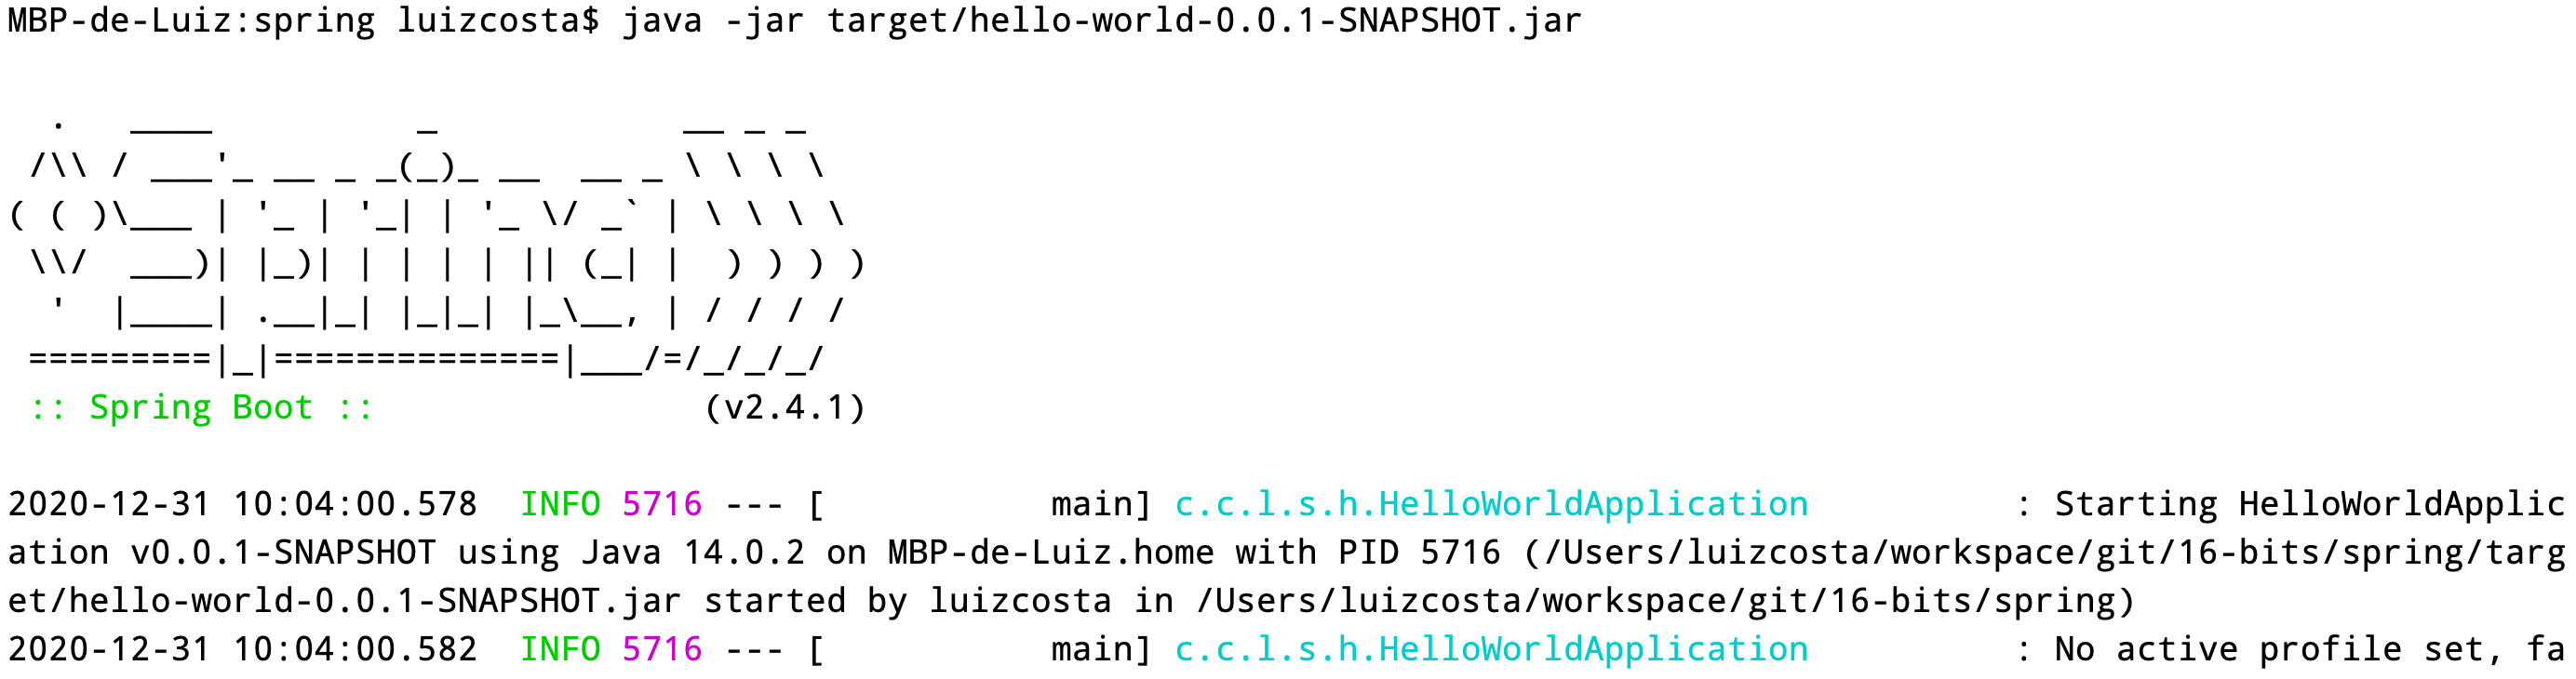 MBP-de-Luiz:spring luizcosta$ java -jar target/hello-world-0.0.1-SNAPSHOT.jar

  .   ____          _            __ _ _
 /\\ / ___'_ __ _ _(_)_ __  __ _ \ \ \ \
( ( )\___ | '_ | '_| | '_ \/ _` | \ \ \ \
 \\/  ___)| |_)| | | | | || (_| |  ) ) ) )
  '  |____| .__|_| |_|_| |_\__, | / / / /
 =========|_|==============|___/=/_/_/_/
 :: Spring Boot ::                (v2.4.1)

2020-12-31 10:04:00.578  INFO 5716 --- [           main] c.c.l.s.h.HelloWorldApplication          : Starting HelloWorldApplic
ation v0.0.1-SNAPSHOT using Java 14.0.2 on MBP-de-Luiz.home with PID 5716 (/Users/luizcosta/workspace/git/16-bits/spring/targ
et/hello-world-0.0.1-SNAPSHOT.jar started by luizcosta in /Users/luizcosta/workspace/git/16-bits/spring)
2020-12-31 10:04:00.582  INFO 5716 --- [           main] c.c.l.s.h.HelloWorldApplication          : No active profile set, fa